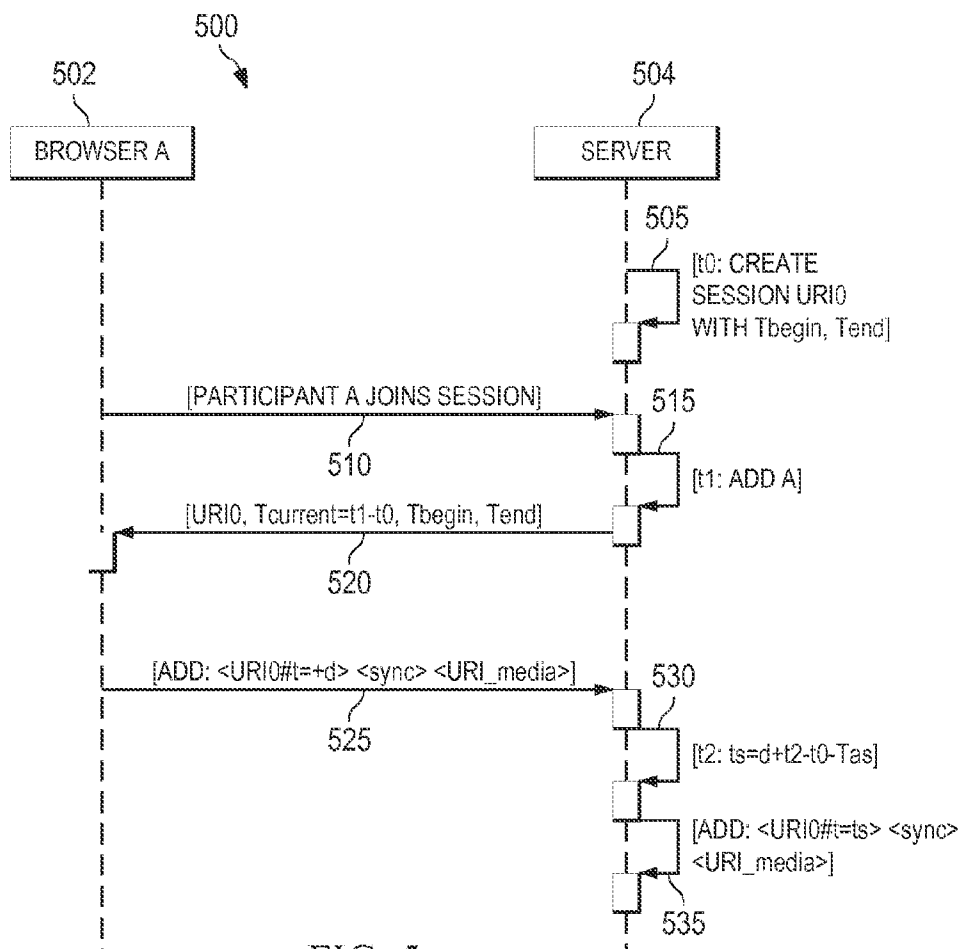 500
502
504
BROWSER A
SERVER
505
[t0: CREATE
SESSION URI0
WITH Tbegin, Tend]
[PARTICIPANT A JOINS SESSION]
510
515
[t1: ADD A]
[URI0, Tcurrent=t1-t0, Tbegin, Tend]
520
[ADD: <URI0#t=+d> <sync> <URI_media>]
525
530
[t2: ts=d+t2-t0-Tas]
[ADD: <URI0#t=ts> <sync>
<URI_media>]
535